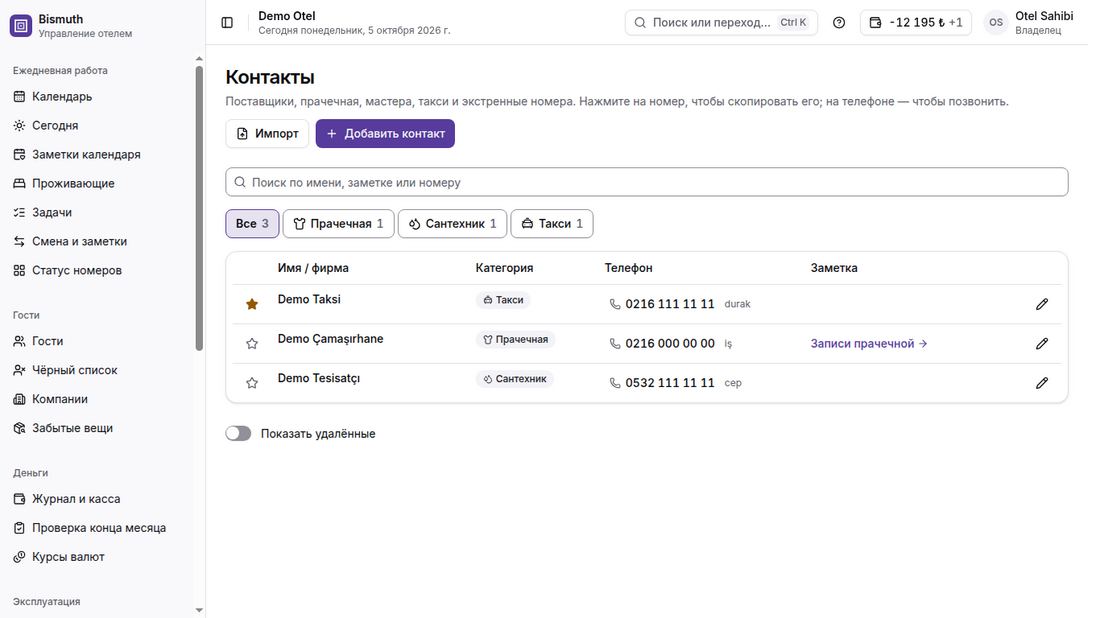 Bismuth
Управление отелем
Ежедневная работа
Календарь
Сегодня
Заметки календаря
Проживающие
Задачи
Смена и заметки
Статус номеров
Гости
Гости
Чёрный список
Компании
Забытые вещи
Деньги
Журнал и касса
Проверка конца месяца
Курсы валют
Эксплуатация
Demo Otel
Сегодня понедельник, 5 октября 2026 г.
Поиск или переход... Ctrl K
-12 195 ₺ +1
OS
Otel Sahibi
Владелец
Контакты
Поставщики, прачечная, мастера, такси и экстренные номера. Нажмите на номер, чтобы скопировать его; на телефоне — чтобы позвонить.
Импорт
Добавить контакт
Поиск по имени, заметке или номеру
Все 3 Прачечная 1 Сантехник 1 Такси 1
Имя / фирма Категория Телефон Заметка
Demo Taksi Такси 0216 111 11 11 durak
Demo Çamaşırhane Прачечная 0216 000 00 00 iş Записи прачечной →
Demo Tesisatçı Сантехник 0532 111 11 11 cep
Показать удалённые